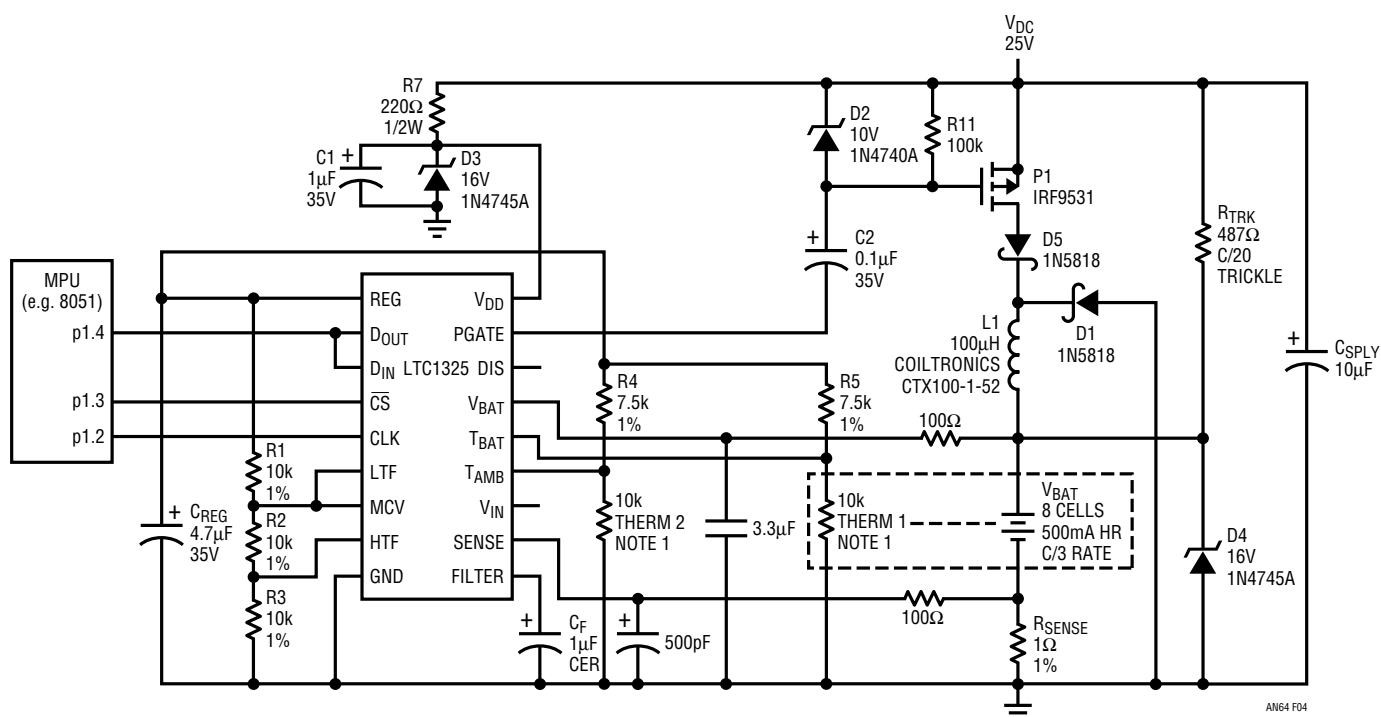 V_DC
25V
R7
220Ω
1/2W
C1
1µF
35V
D3
16V
1N4745A
D2
10V
1N4740A
R11
100k
P1
IRF9531
R_TRK
487Ω
C/20
TRICKLE
C2
0.1µF
35V
D5
1N5818
MPU
(e.g. 8051)
p1.4
p1.3
p1.2
REG
D_OUT
D_IN
CS
CLK
LTF
MCV
HTF
GND
LTC1325
V_DD
PGATE
DIS
V_BAT
T_BAT
T_AMB
V_IN
SENSE
FILTER
L1
100µH
COILTRONICS
CTX100-1-52
D1
1N5818
C_SPLY
10µF
R4
7.5k
1%
R5
7.5k
1%
100Ω
R1
10k
1%
R2
10k
1%
R3
10k
1%
C_REG
4.7µF
35V
10k
THERM 2
NOTE 1
3.3µF
10k
THERM 1
NOTE 1
V_BAT
8 CELLS
500mA HR
C/3 RATE
D4
16V
1N4745A
C_F
1µF
CER
500pF
100Ω
R_SENSE
1Ω
1%
AN64 F04